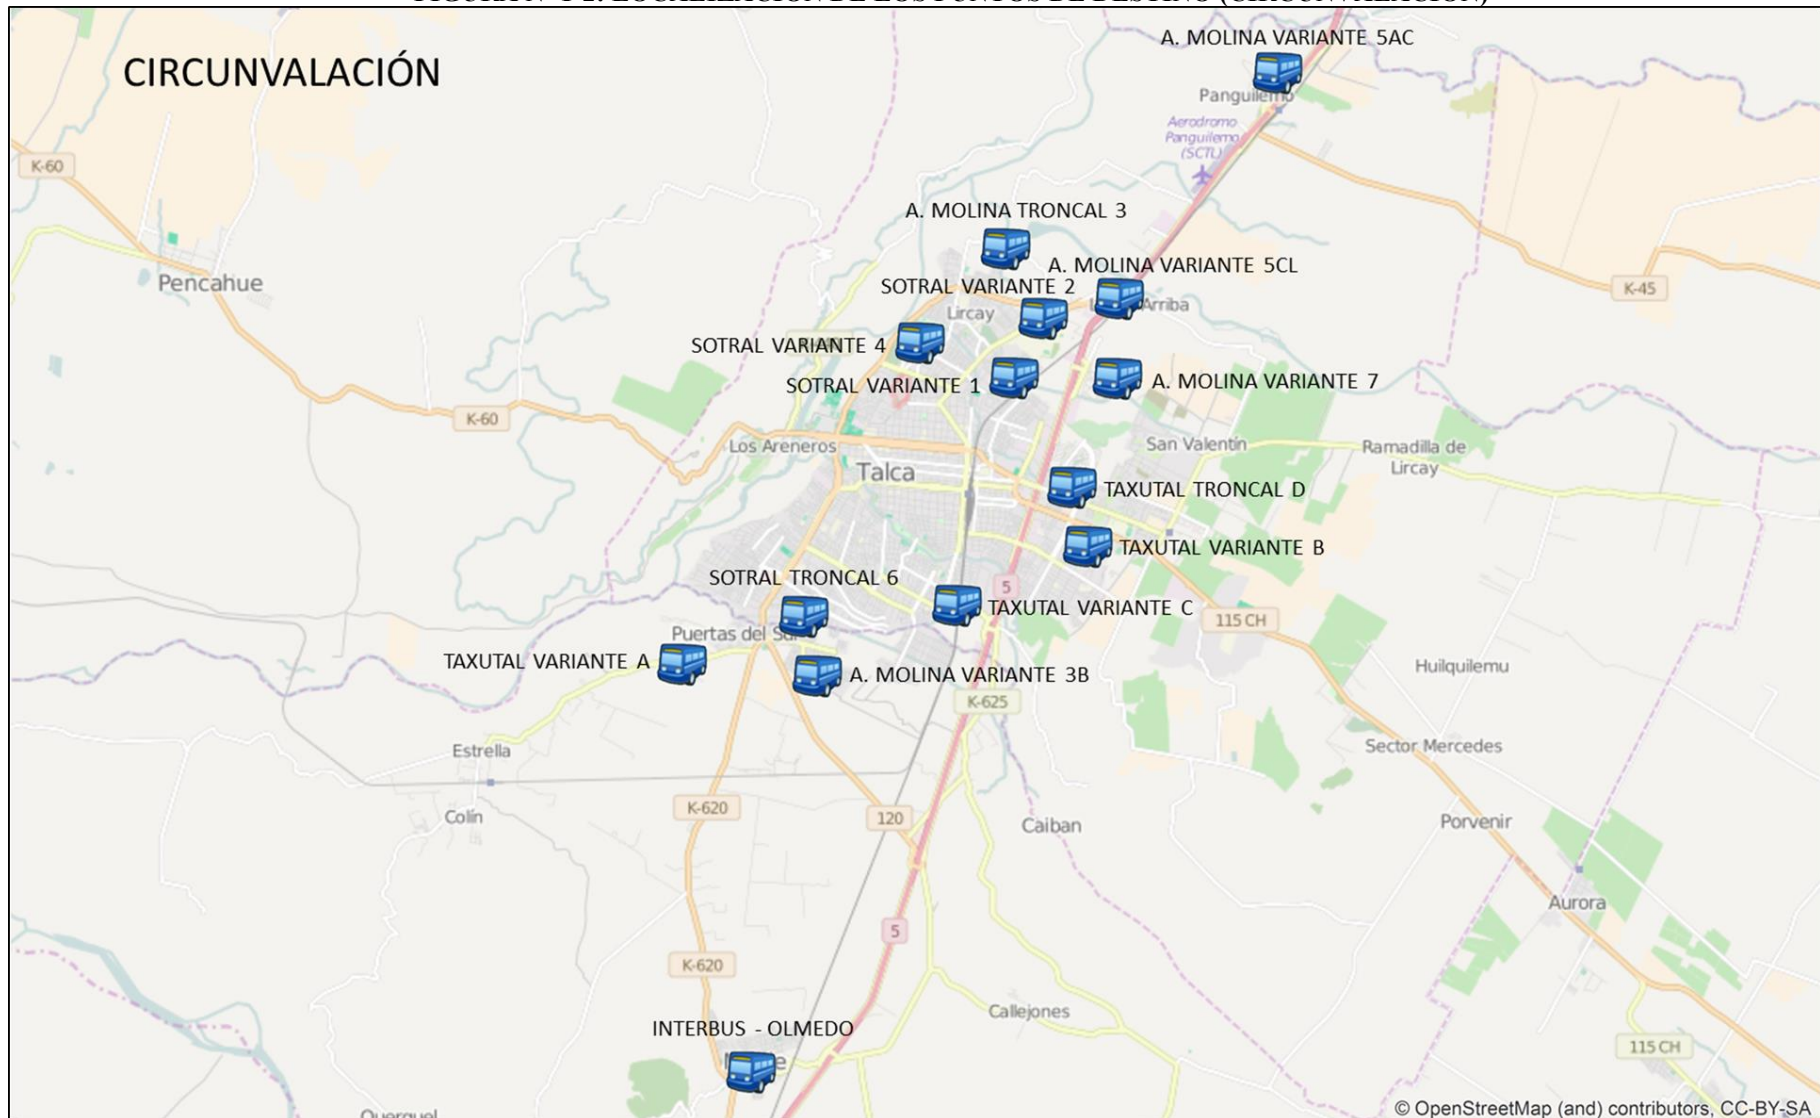 CIRCUNVALACIÓN
A. MOLINA VARIANTE 5AC
Panguilemo
Aerodromo
Panguilemo
(SCTL)
K-60
A. MOLINA TRONCAL 3
A. MOLINA VARIANTE 5CL
Pencahue
SOTRAL VARIANTE 2
K-45
Arriba
Lircay
SOTRAL VARIANTE 4
SOTRAL VARIANTE 1
A. MOLINA VARIANTE 7
K-60
Los Areneros
San Valentín
Ramadilla de
Lircay
Talca
TAXUTAL TRONCAL D
TAXUTAL VARIANTE B
SOTRAL TRONCAL 6
5
TAXUTAL VARIANTE C
115 CH
Puertas del
TAXUTAL VARIANTE A
A. MOLINA VARIANTE 3B
Huilquilemu
K-625
Estrella
Sector Mercedes
K-620
120
Colín
Caiban
Porvenir
Aurora
5
K-620
Callejones
INTERBUS - OLMEDO
115 CH
© OpenStreetMap (and) contributors, CC-BY-SA